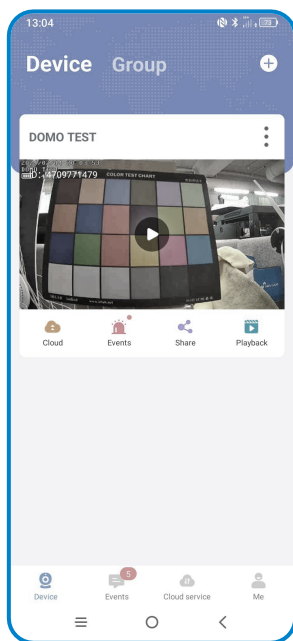 13:04
Device Group
DOMO TEST
ID: 4709771479
COLOR TEST CHART
Cloud Events Share Playback
5
Device Events Cloud service Me